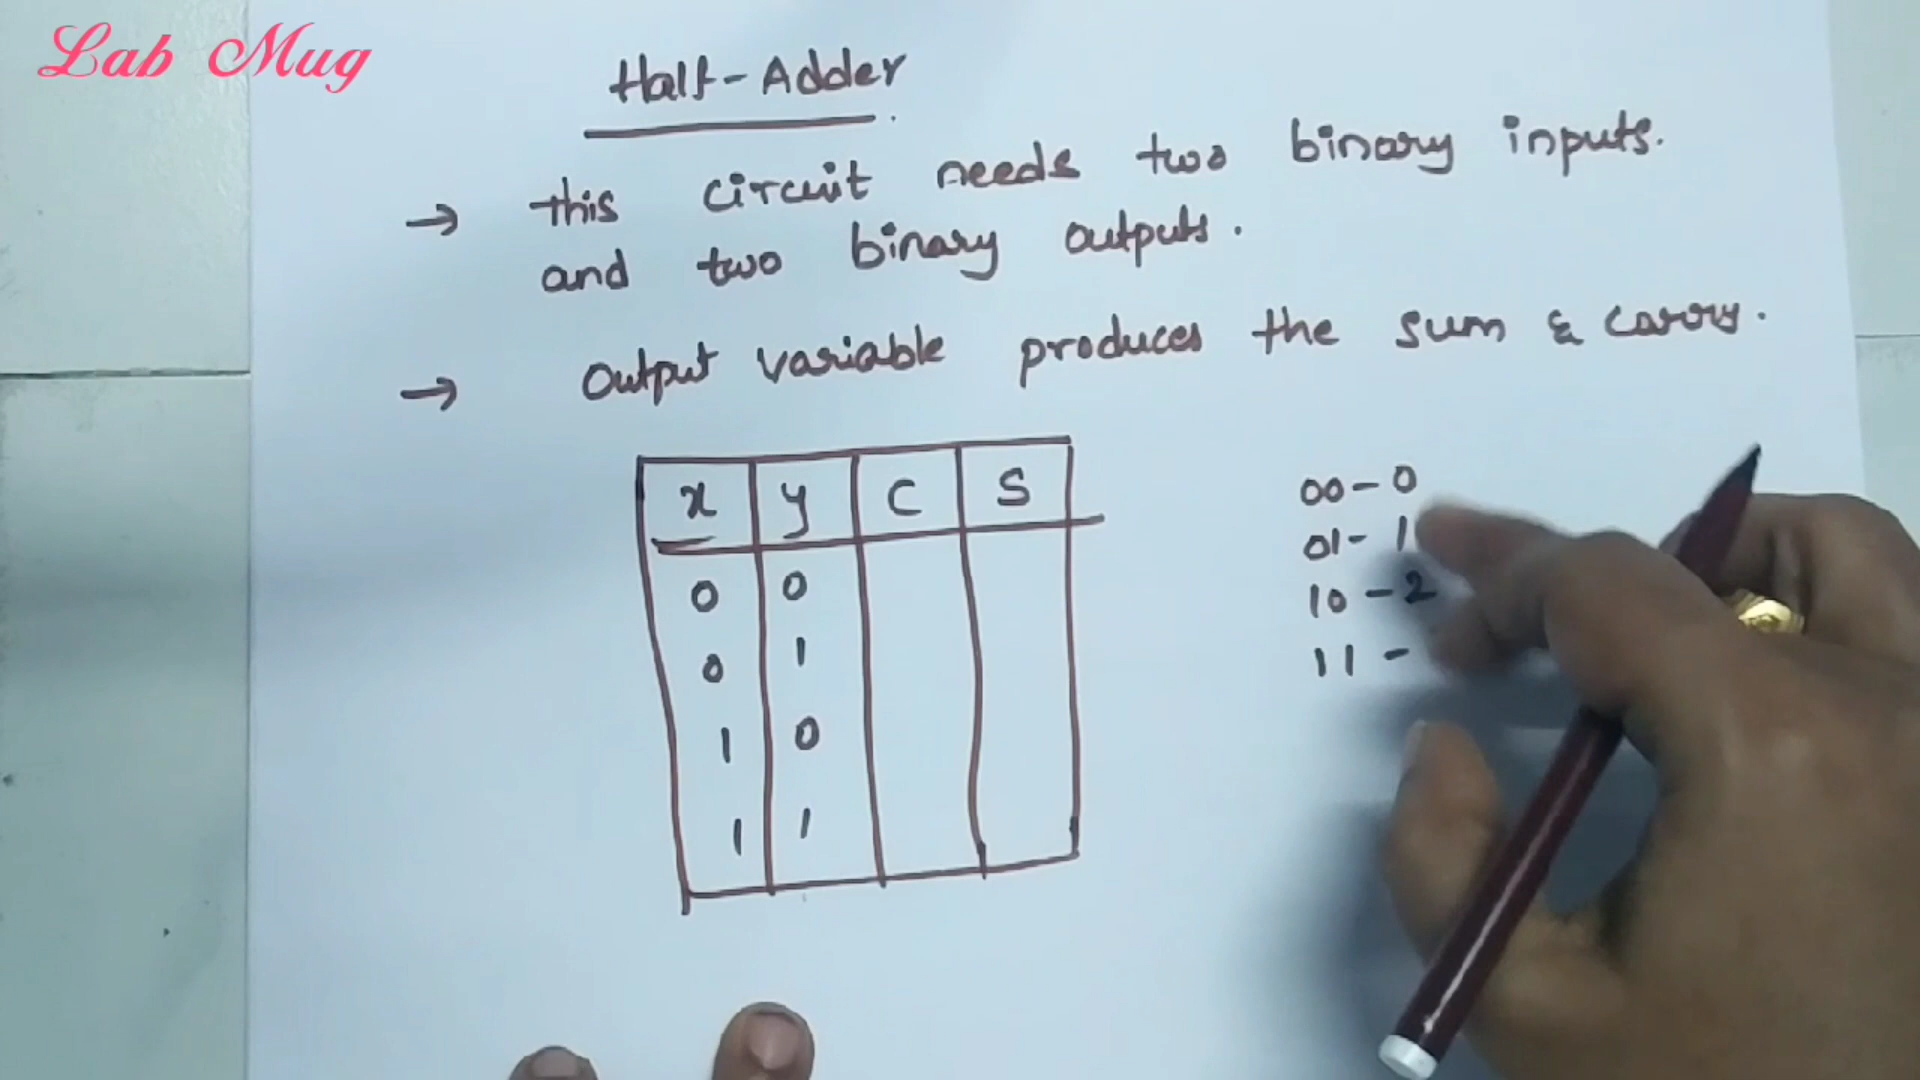 Lab Mug
Half-Adder
→ this circuit needs two binary inputs.
and two binary outputs.
→ Output variable produces the sum & carry.
x y C S
0 0
0 1
1 0
1 1
00-0
01-1
10-2
11-